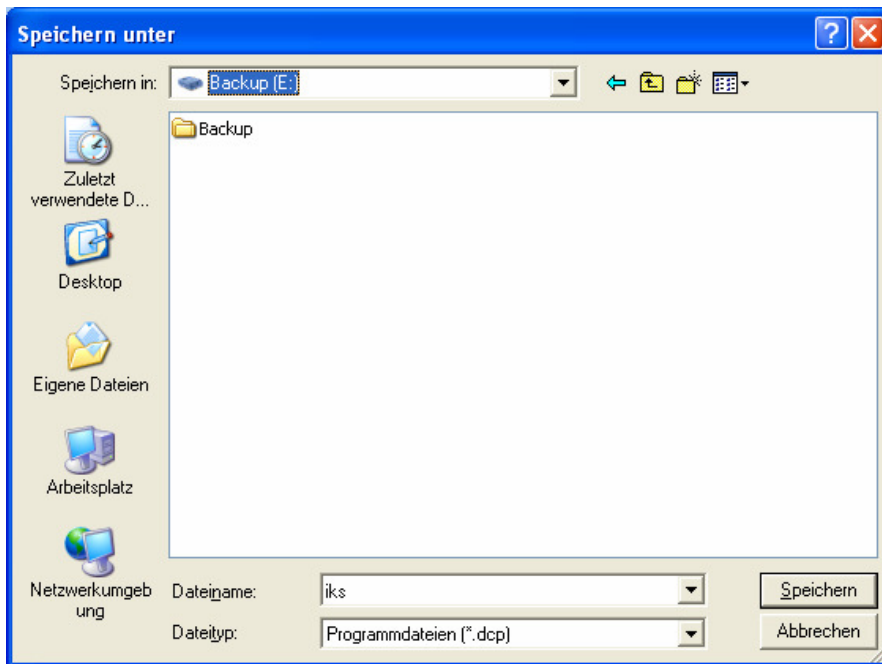 Speichern unter
Speichern in:
Backup (E:)
Backup
Zuletzt
verwendete D...
Desktop
Eigene Dateien
Arbeitsplatz
Netzwerkumgeb
ung
Dateiname:
iks
Speichern
Dateityp:
Programmdateien (*.dcp)
Abbrechen